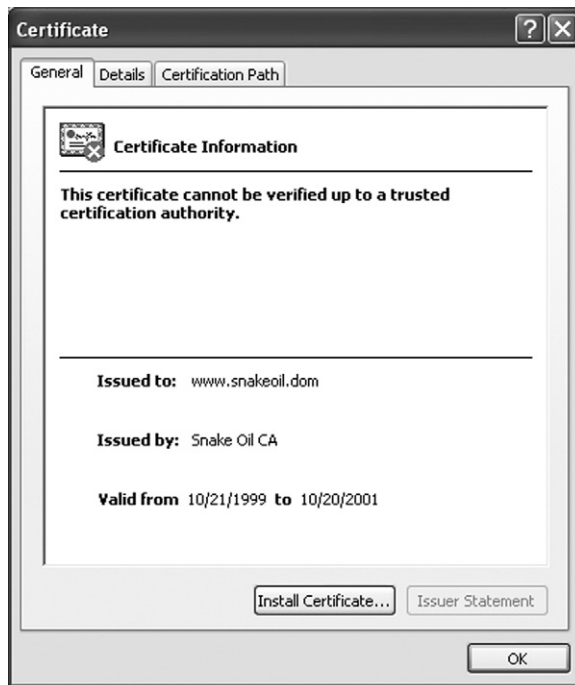 Certificate
General Details Certification Path
Certificate Information
This certificate cannot be verified up to a trusted
certification authority.
Issued to: www.snakeoil.dom
Issued by: Snake Oil CA
Valid from 10/21/1999 to 10/20/2001
Install Certificate... Issuer Statement
OK